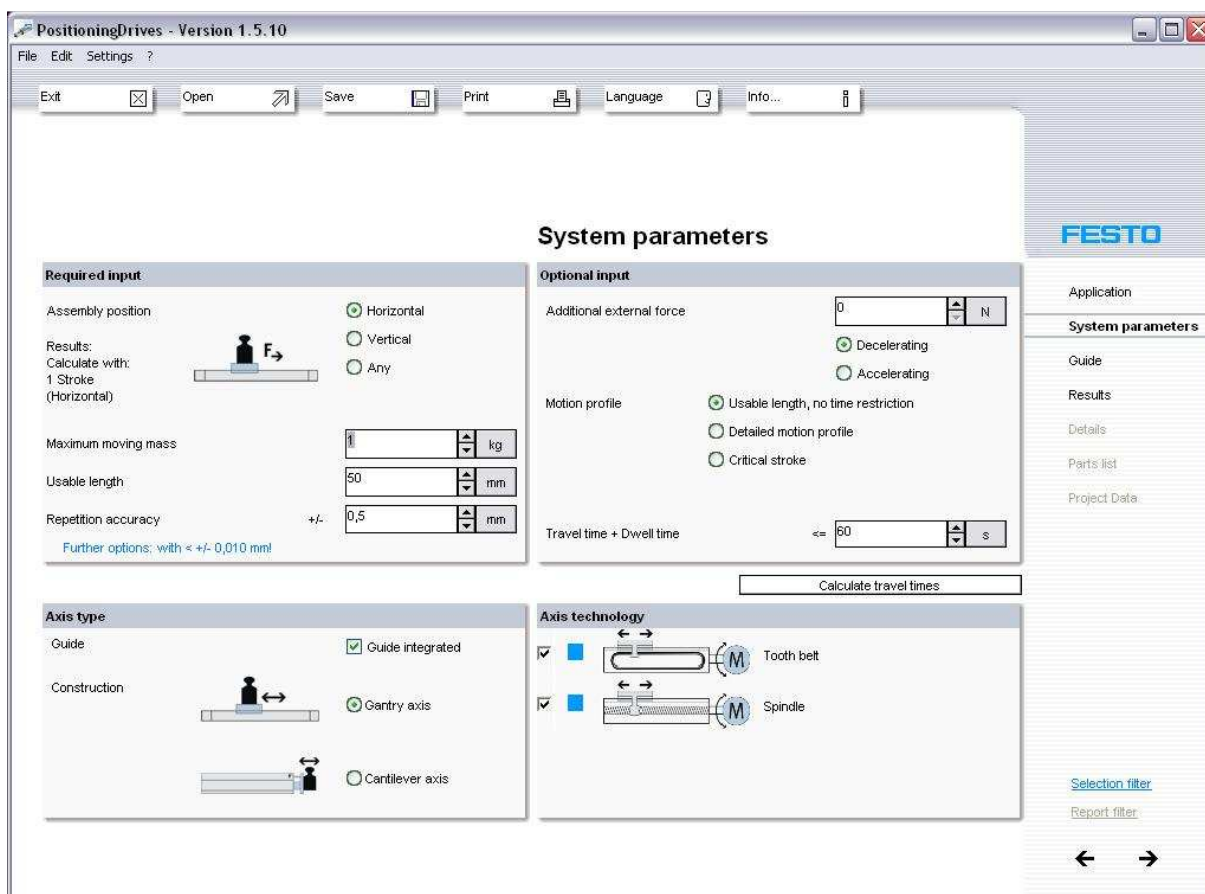 PositioningDrives - Version 1.5.10
File Edit Settings ?
Exit Open Save Print Language Info...
System parameters
FESTO
Required input
Assembly position
Horizontal
Vertical
Any
Results:
Calculate with:
1 Stroke
(Horizontal)
F
Maximum moving mass 1 kg
Usable length 50 mm
Repetition accuracy +/- 0,5 mm
Further options: with < +/- 0,010 mm!
Optional input
Additional external force 0 N
Decelerating
Accelerating
Motion profile
Usable length, no time restriction
Detailed motion profile
Critical stroke
Travel time + Dwell time <= 60 s
Calculate travel times
Axis type
Guide
Guide integrated
Construction
Gantry axis
Cantilever axis
Axis technology
M Tooth belt
M Spindle
Application
System parameters
Guide
Results
Details
Parts list
Project Data
Selection filter
Report filter